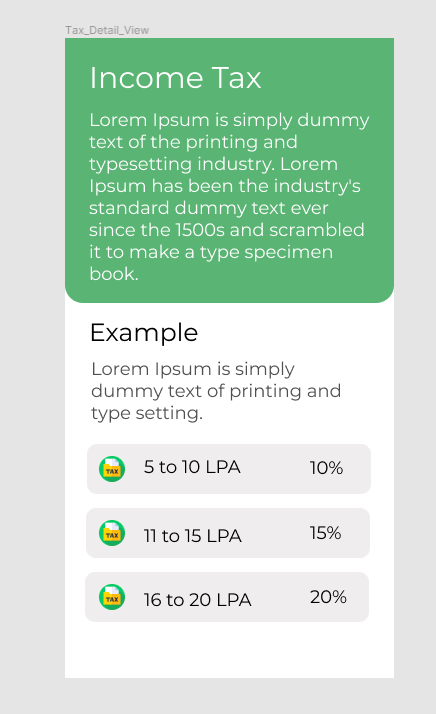 Tax_Detail_View
Income Tax
Lorem Ipsum is simply dummy
text of the printing and
typesetting industry. Lorem
Ipsum has been the industry's
standard dummy text ever
since the 1500s and scrambled
it to make a type specimen
book.
Example
Lorem Ipsum is simply
dummy text of printing and
type setting.
TAX 5 to 10 LPA 10%
TAX 11 to 15 LPA 15%
TAX 16 to 20 LPA 20%